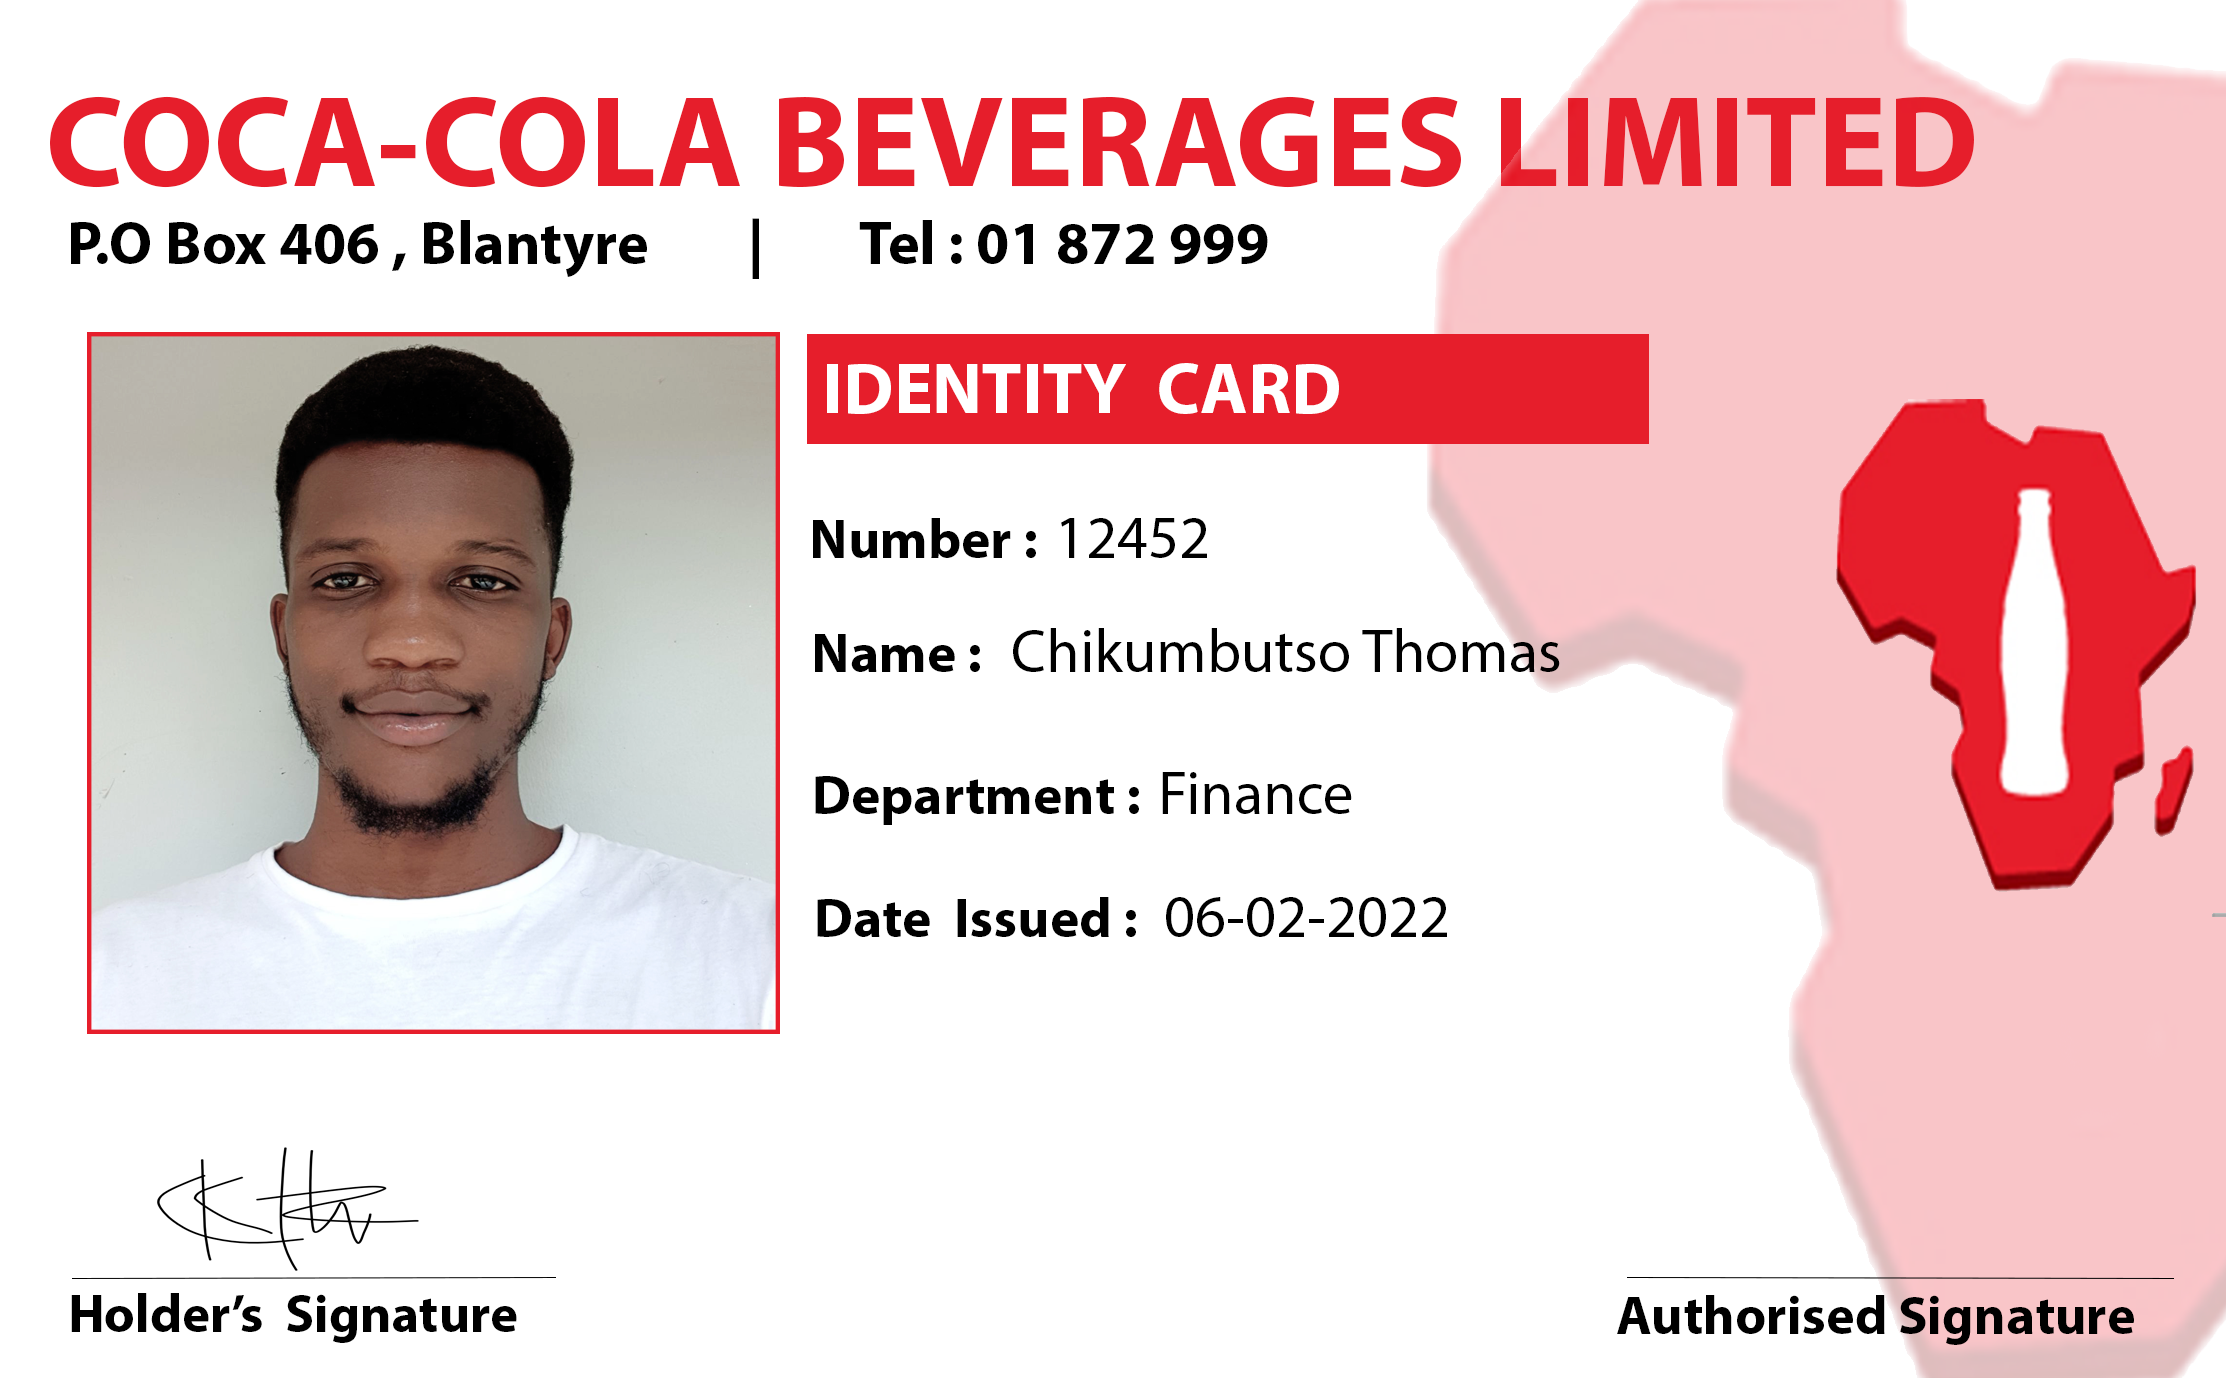 COCA-COLA BEVERAGES LIMITED
P.O Box 406 , Blantyre | Tel : 01 872 999
IDENTITY CARD
Number : 12452
Name : Chikumbutso Thomas
Department : Finance
Date Issued : 06-02-2022
Holder’s Signature
Authorised Signature